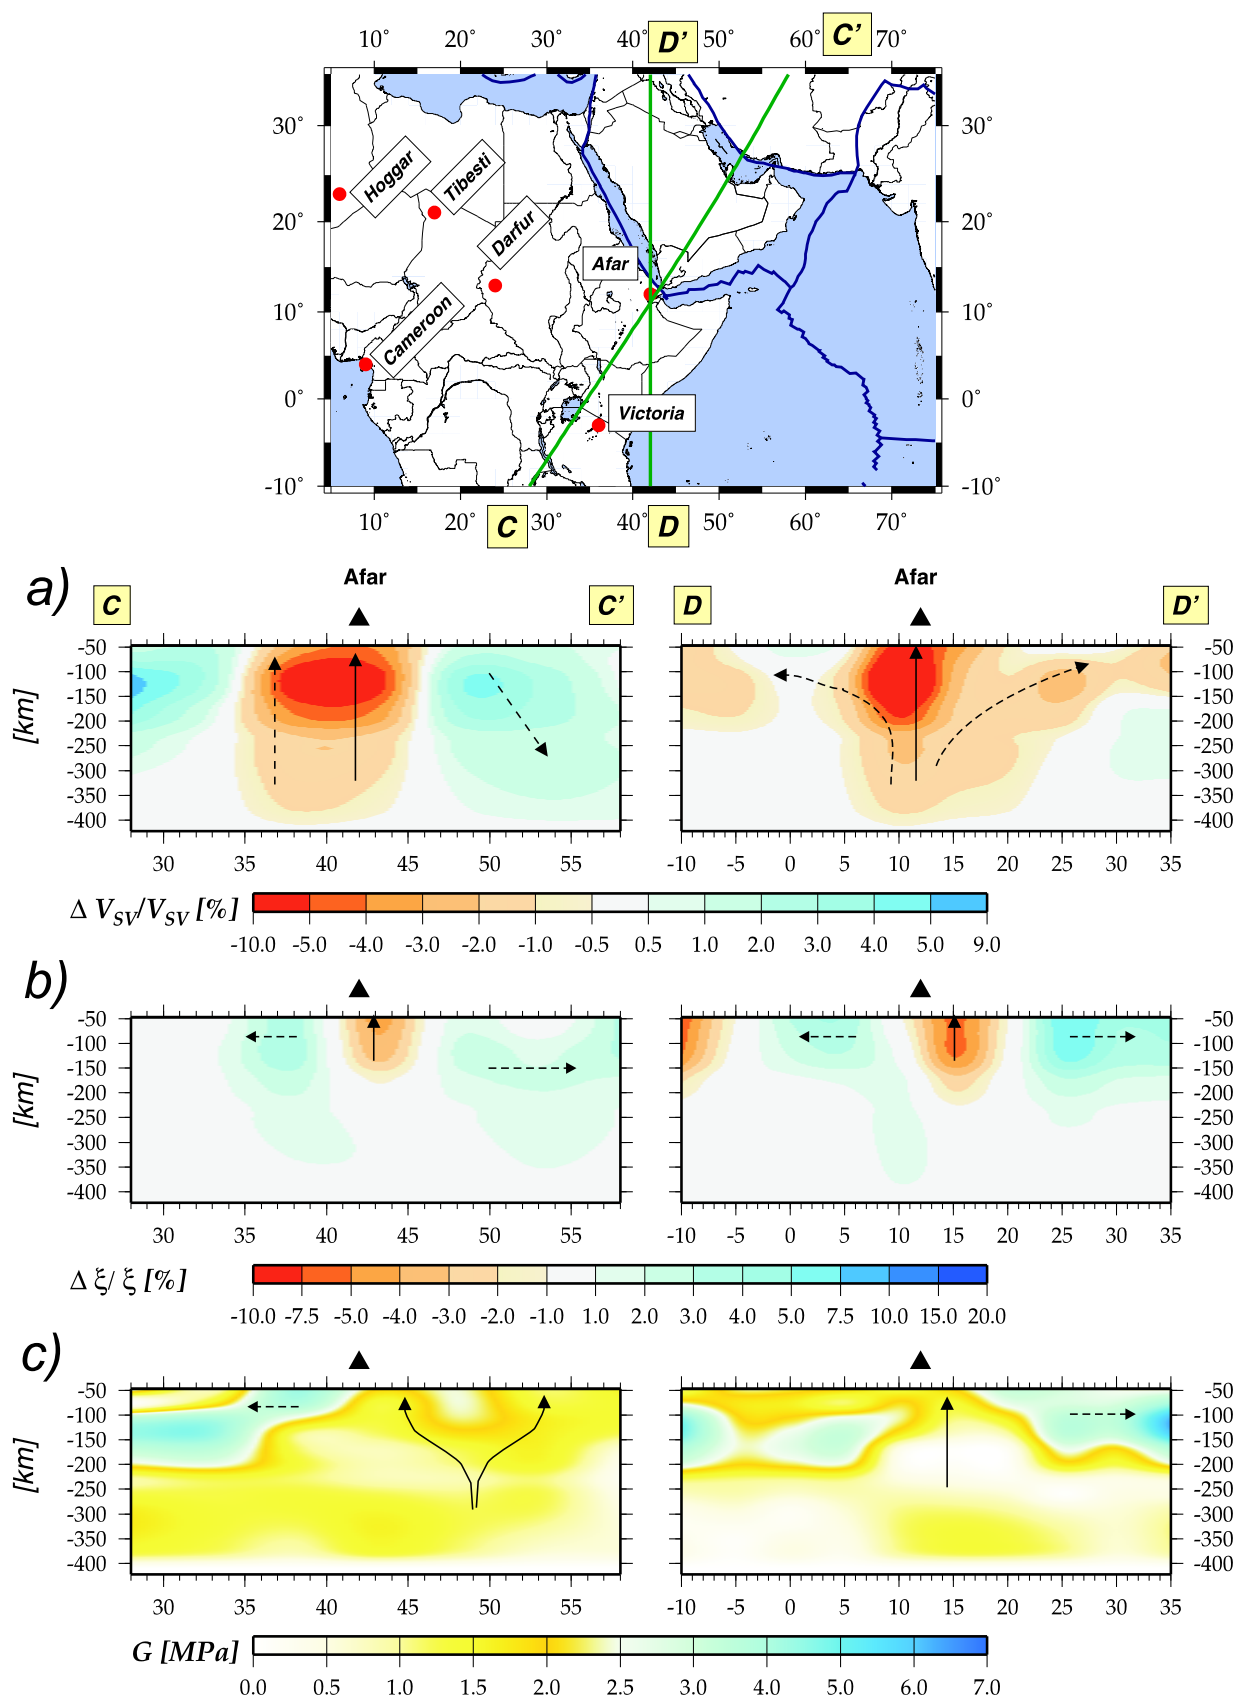 10° 20° 30° 40° D’ 50° 60° C’ 70°
30° 30°
Hoggar
Tibesti
20° 20°
Darfur
Afar
10° 10°
Cameroon
0° 0°
Victoria
-10° -10°
10° 20° C 30° 40° D 50° 60° 70°
a)
Afar Afar
C C’ D D’
-50 -50
-100 -100
-150 -150
[km]
-200 -200
-250 -250
-300 -300
-350 -350
-400 -400
30 35 40 45 50 55 -10 -5 0 5 10 15 20 25 30 35
Δ VSV/VSV [%]
-10.0 -5.0 -4.0 -3.0 -2.0 -1.0 -0.5 0.5 1.0 2.0 3.0 4.0 5.0 9.0
b)
-50 -50
-100 -100
-150 -150
[km]
-200 -200
-250 -250
-300 -300
-350 -350
-400 -400
30 35 40 45 50 55 -10 -5 0 5 10 15 20 25 30 35
Δ ξ/ ξ [%]
-10.0 -7.5 -5.0 -4.0 -3.0 -2.0 -1.0 1.0 2.0 3.0 4.0 5.0 7.5 10.0 15.0 20.0
c)
-50 -50
-100 -100
-150 -150
[km]
-200 -200
-250 -250
-300 -300
-350 -350
-400 -400
30 35 40 45 50 55 -10 -5 0 5 10 15 20 25 30 35
G [MPa]
0.0 0.5 1.0 1.5 2.0 2.5 3.0 4.0 5.0 6.0 7.0